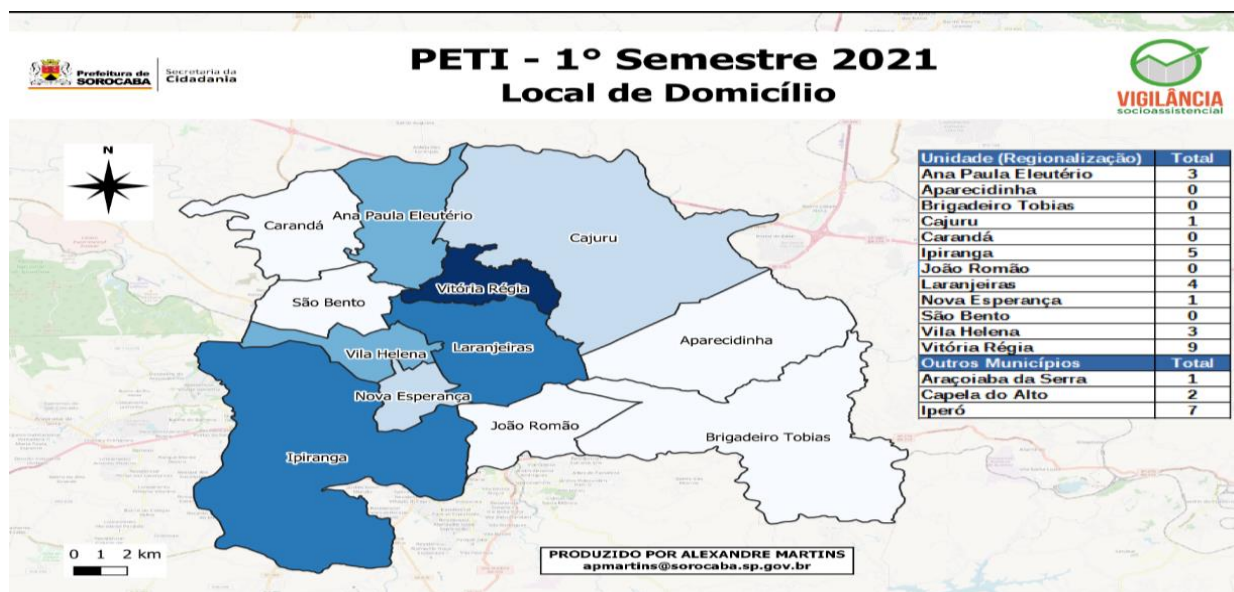 Prefeitura de
SOROCABA
Secretaria da
Cidadania
PETI - 1° Semestre 2021
Local de Domicílio
VIGILÂNCIA
socioassistencial
N
Carandá
Ana Paula Eleutério
Cajuru
São Bento
Vitória Régia
Vila Helena
Laranjeiras
Aparecidinha
Nova Esperança
João Romão
Brigadeiro Tobias
Ipiranga
Unidade (Regionalização) Total
Ana Paula Eleutério 3
Aparecidinha 0
Brigadeiro Tobias 0
Cajuru 1
Carandá 0
Ipiranga 5
João Romão 0
Laranjeiras 4
Nova Esperança 1
São Bento 0
Vila Helena 3
Vitória Régia 9
Outros Municípios Total
Araçoiaba da Serra 1
Capela do Alto 2
Iperó 7
0 1 2 km
PRODUZIDO POR ALEXANDRE MARTINS
apmartins@sorocaba.sp.gov.br